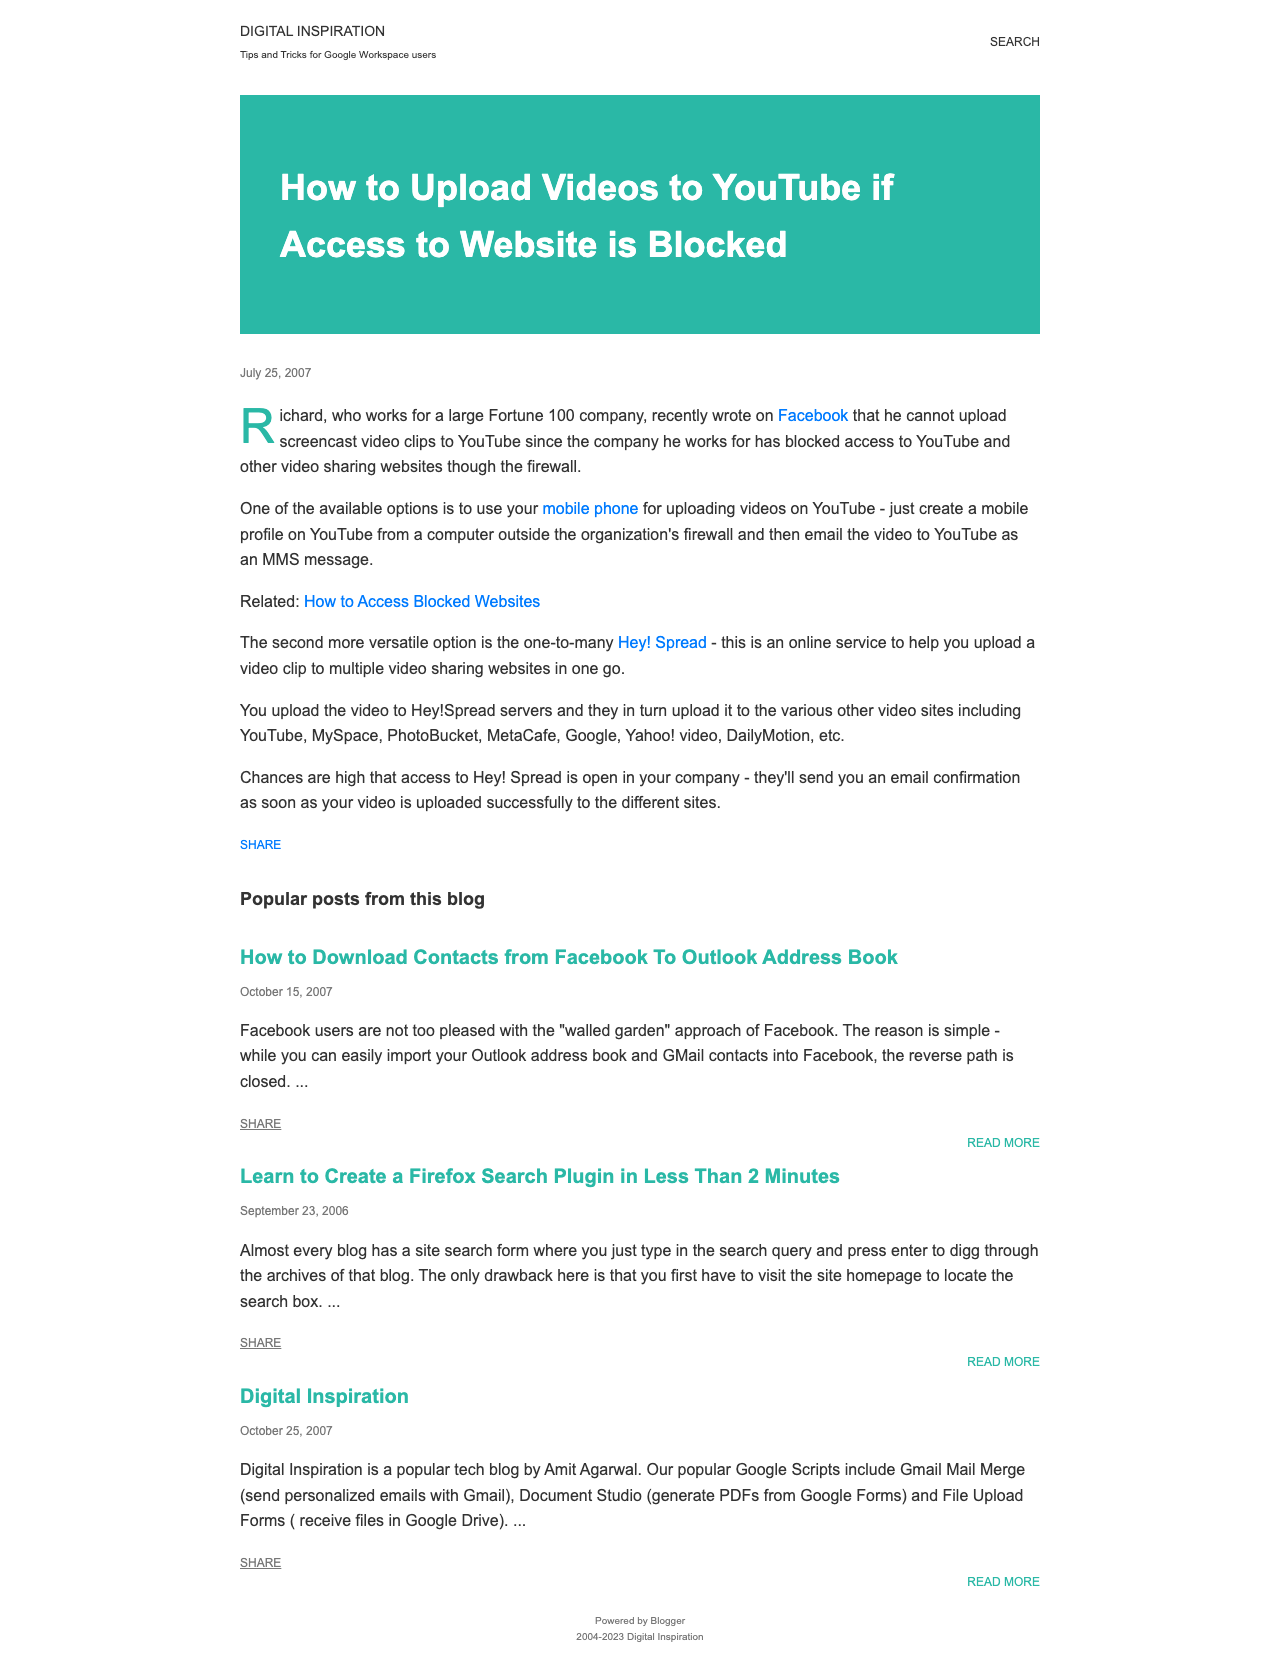 DIGITAL INSPIRATION
Tips and Tricks for Google Workspace users
SEARCH
How to Upload Videos to YouTube if
Access to Website is Blocked
July 25, 2007
Richard, who works for a large Fortune 100 company, recently wrote on Facebook that he cannot upload
screencast video clips to YouTube since the company he works for has blocked access to YouTube and
other video sharing websites though the firewall.
One of the available options is to use your mobile phone for uploading videos on YouTube - just create a mobile
profile on YouTube from a computer outside the organization's firewall and then email the video to YouTube as
an MMS message.
Related: How to Access Blocked Websites
The second more versatile option is the one-to-many Hey! Spread - this is an online service to help you upload a
video clip to multiple video sharing websites in one go.
You upload the video to Hey!Spread servers and they in turn upload it to the various other video sites including
YouTube, MySpace, PhotoBucket, MetaCafe, Google, Yahoo! video, DailyMotion, etc.
Chances are high that access to Hey! Spread is open in your company - they'll send you an email confirmation
as soon as your video is uploaded successfully to the different sites.
SHARE
Popular posts from this blog
How to Download Contacts from Facebook To Outlook Address Book
October 15, 2007
Facebook users are not too pleased with the "walled garden" approach of Facebook. The reason is simple -
while you can easily import your Outlook address book and GMail contacts into Facebook, the reverse path is
closed. ...
SHARE
READ MORE
Learn to Create a Firefox Search Plugin in Less Than 2 Minutes
September 23, 2006
Almost every blog has a site search form where you just type in the search query and press enter to digg through
the archives of that blog. The only drawback here is that you first have to visit the site homepage to locate the
search box. ...
SHARE
READ MORE
Digital Inspiration
October 25, 2007
Digital Inspiration is a popular tech blog by Amit Agarwal. Our popular Google Scripts include Gmail Mail Merge
(send personalized emails with Gmail), Document Studio (generate PDFs from Google Forms) and File Upload
Forms ( receive files in Google Drive). ...
SHARE
READ MORE
Powered by Blogger
2004-2023 Digital Inspiration